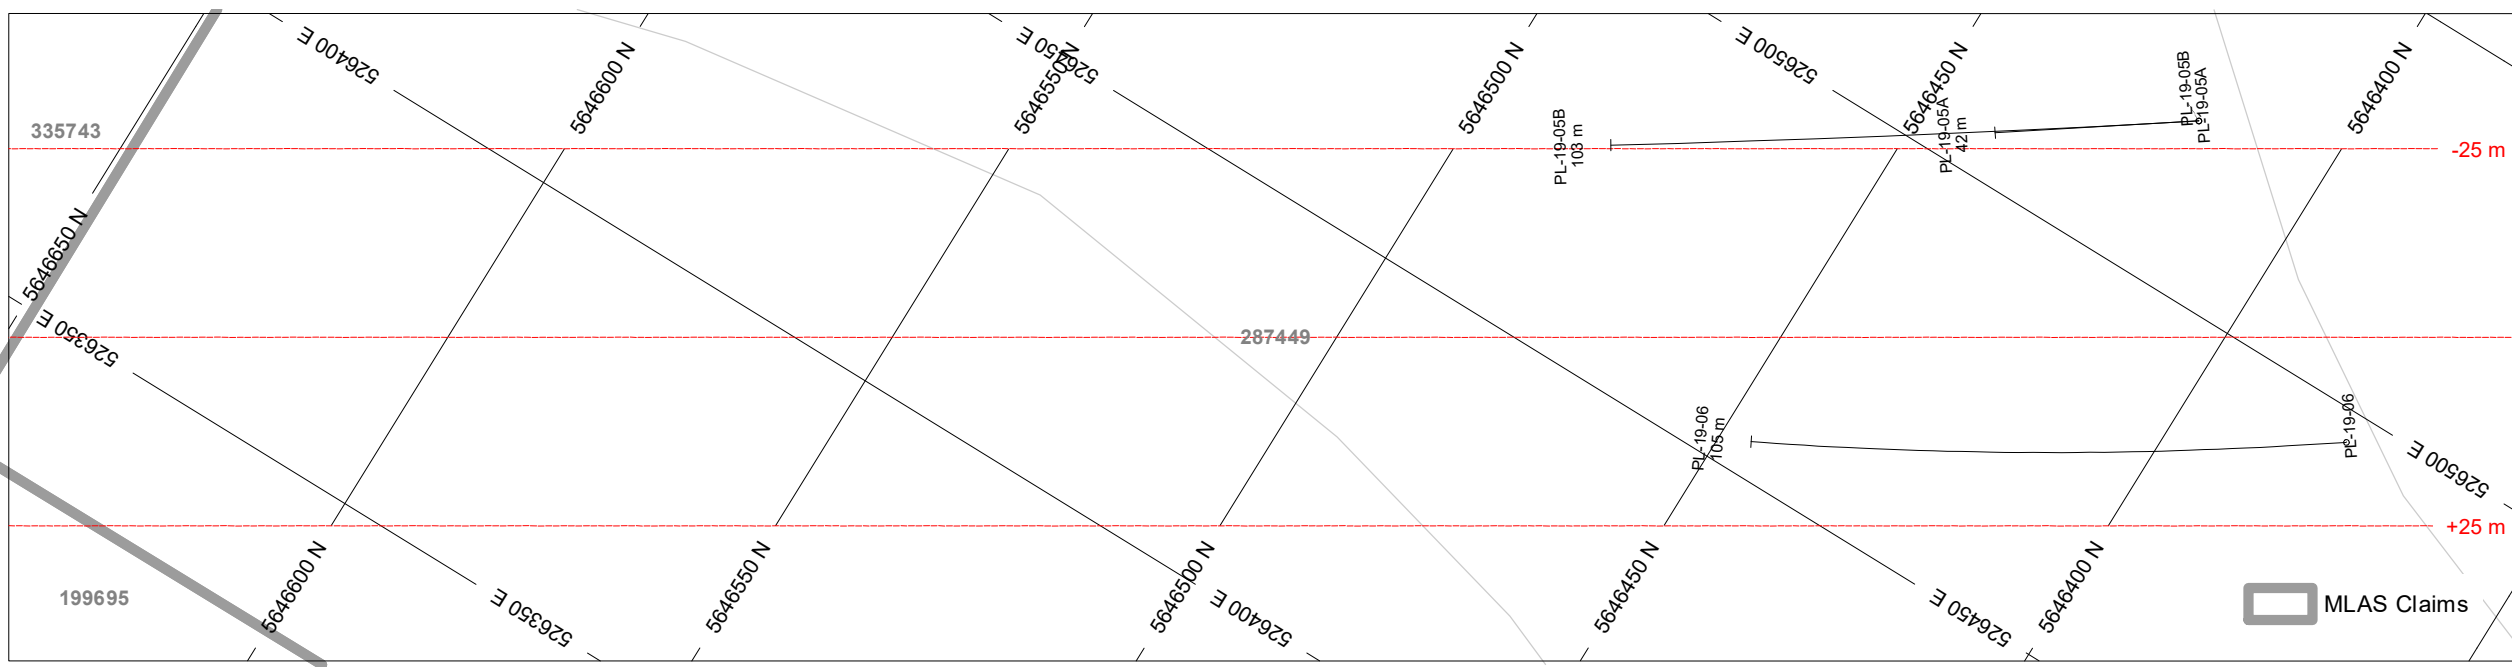 526400 E
5646600 N
526450 E
5646550 N
5646500 N
526500 E
5646450 N
5646400 N
PL-19-05B
PL-19-05A
335743
PL-19-05B
103 m
PL-19-05A
42 m
-25 m
5646650 N
526350 E
287449
PL-19-06
105 m
PL-19-06
526500 E
+25 m
199695
5646600 N
526350 E
5646550 N
5646500 N
526400 E
5646450 N
526450 E
5646400 N
MLAS Claims